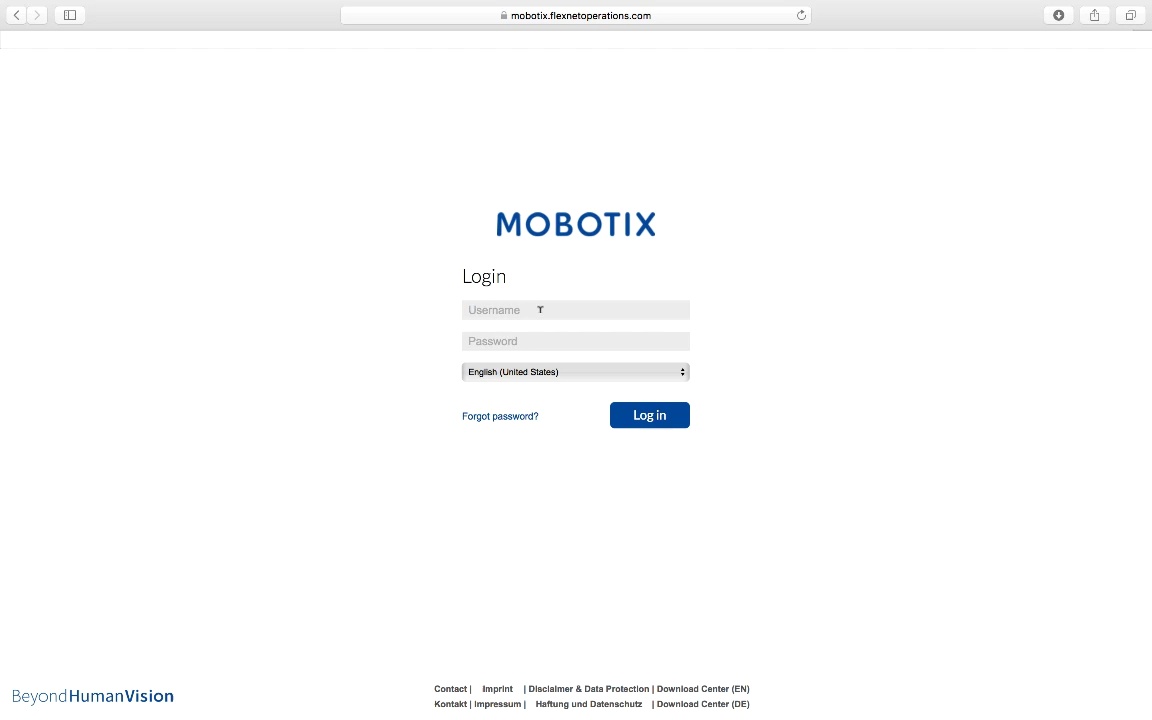 mobotix.flexnetoperations.com
MOBOTIX
Login
Username
Password
English (United States)
Forgot password?
Log in
Contact | Imprint | Disclaimer & Data Protection | Download Center (EN)
Kontakt | Impressum | Haftung und Datenschutz | Download Center (DE)
BeyondHumanVision